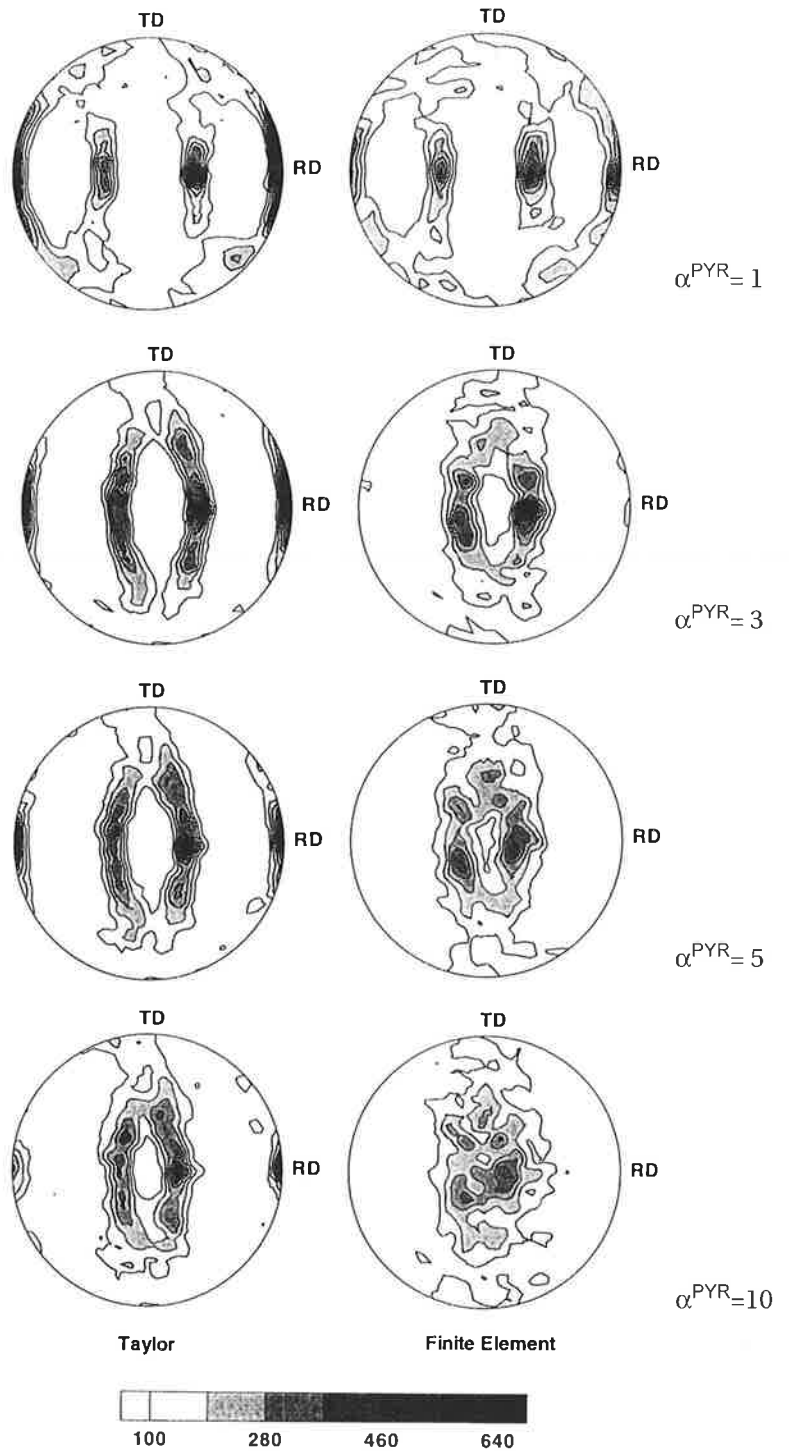 TD TD
RD RD
α^PYR= 1
TD TD
RD RD
α^PYR= 3
TD TD
RD RD
α^PYR= 5
TD TD
RD RD
α^PYR=10
Taylor Finite Element
100 280 460 640